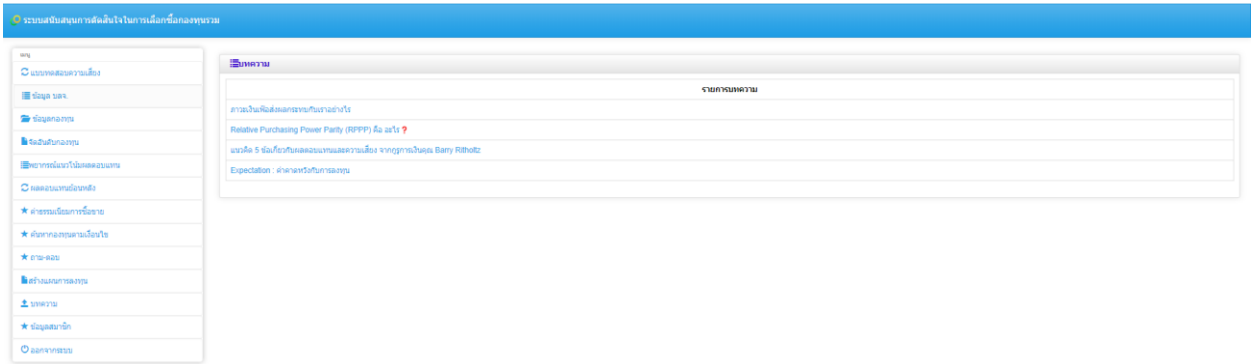 ระบบสนับสนุนการตัดสินใจในการเลือกซื้อกองทุนรวม
เมนู
แบบทดสอบความเสี่ยง
ข้อมูล บลจ.
ข้อมูลกองทุน
จัดอันดับกองทุน
พยากรณ์แนวโน้มผลตอบแทน
ผลตอบแทนย้อนหลัง
ค่าธรรมเนียมการซื้อขาย
ค้นหากองทุนตามเงื่อนไข
ถาม-ตอบ
สร้างแผนการลงทุน
บทความ
ข้อมูลสมาชิก
ออกจากระบบ
บทความ
รายการบทความ
ภาวะเงินเฟ้อส่งผลกระทบกับเราอย่างไร
Relative Purchasing Power Parity (RPPP) คือ อะไร ?
แนวคิด 5 ข้อเกี่ยวกับผลตอบแทนและความเสี่ยง จากกูรูการเงินคุณ Barry Ritholtz
Expectation : ค่าคาดหวังกับการลงทุน